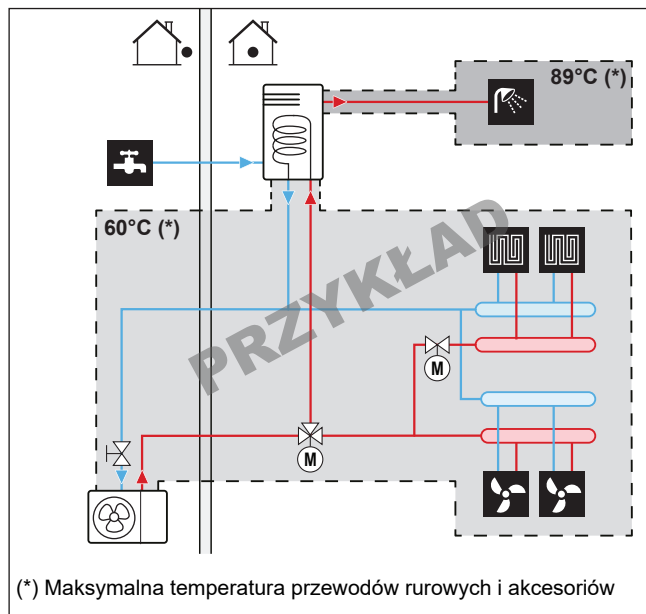 89°C (*)
60°C (*)
PRZYKŁAD
M
M
(*) Maksymalna temperatura przewodów rurowych i akcesoriów